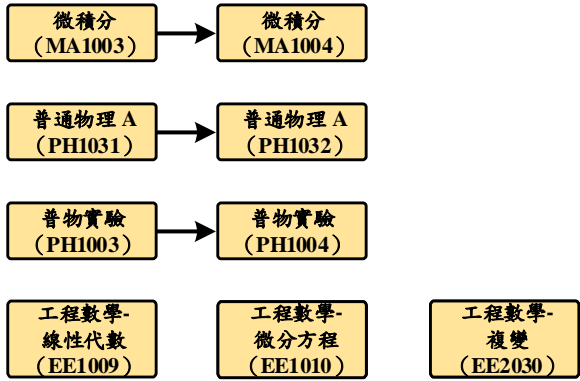 微積分
(MA1003)
微積分
(MA1004)
普通物理 A
(PH1031)
普通物理 A
(PH1032)
普物實驗
(PH1003)
普物實驗
(PH1004)
工程數學-
線性代數
(EE1009)
工程數學-
微分方程
(EE1010)
工程數學-
複變
(EE2030)